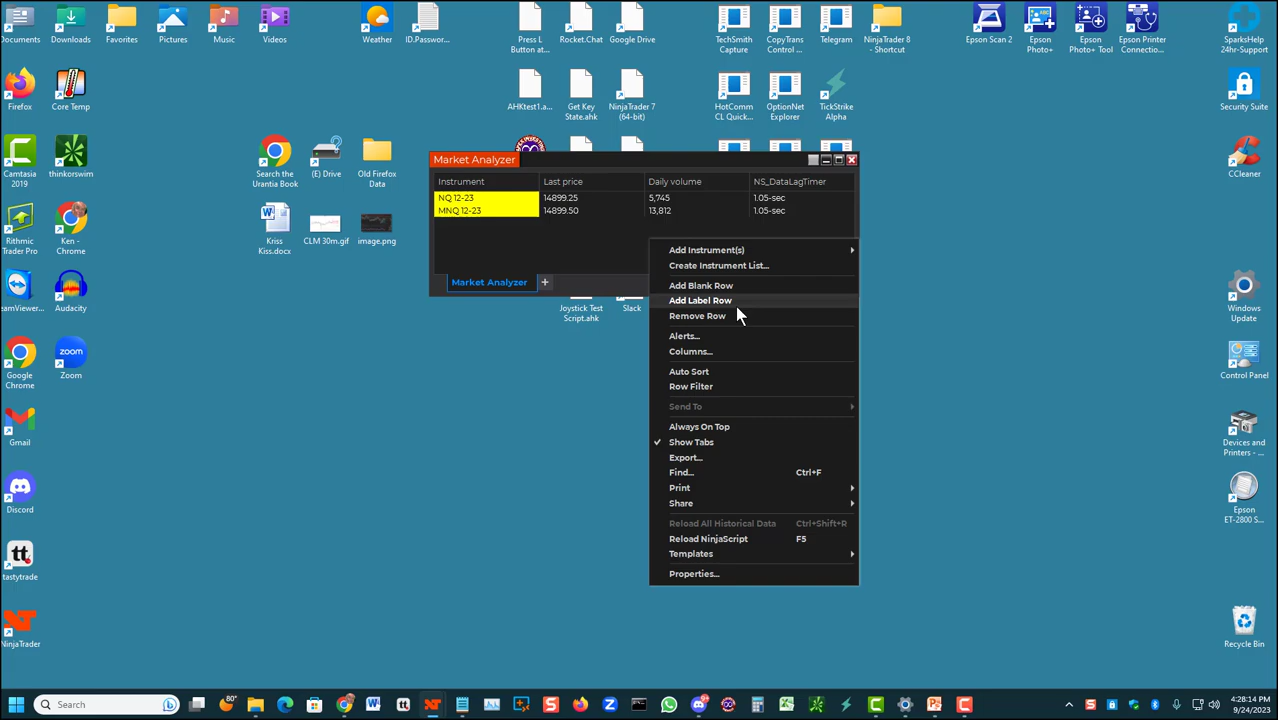 Documents
Downloads
Favorites
Pictures
Music
Videos
Weather
ID.Passwor...
Press L
Button at...
Rocket.Chat
Google Drive
TechSmith
Capture
CopyTrans
Control ...
Telegram
NinjaTrader 8
- Shortcut
Epson Scan 2
Epson
Photo+
Epson
Photo+ Tool
Epson Printer
Connection...
SparksHelp
24hr-Support
Firefox
Core Temp
AHKtest1.a...
Get Key
State.ahk
NinjaTrader 7
(64-bit)
HotComm
CL Quick...
OptionNet
Explorer
TickStrike
Alpha
Security Suite
Camtasia
2019
thinkorswim
Search the
Urantia Book
(E) Drive
Old Firefox
Data
CCleaner
Rithmic
Trader Pro
Ken -
Chrome
Kriss
Kiss.docx
CLM 30m.gif
image.png
Market Analyzer
Instrument
Last price
Daily volume
NS_DataLagTimer
NQ 12-23
14899.25
5,745
1.05-sec
MNQ 12-23
14899.50
13,812
1.05-sec
Market Analyzer
+
Add Instrument(s)
Create Instrument List...
Add Blank Row
Add Label Row
Remove Row
Alerts...
Columns...
Auto Sort
Row Filter
Send To
Always On Top
✓ Show Tabs
Export...
Find... Ctrl+F
Print
Share
Reload All Historical Data Ctrl+Shift+R
Reload NinjaScript F5
Templates
Properties...
Joystick Test
Script.ahk
Slack
eamViewer...
Audacity
Windows
Update
Google
Chrome
zoom
Zoom
Control Panel
Gmail
Devices and
Printers - ...
Discord
Epson
ET-2800 S...
tt
tastytrade
NinjaTrader
Recycle Bin
Search
80°
tt
4:28:14 PM
9/24/2023